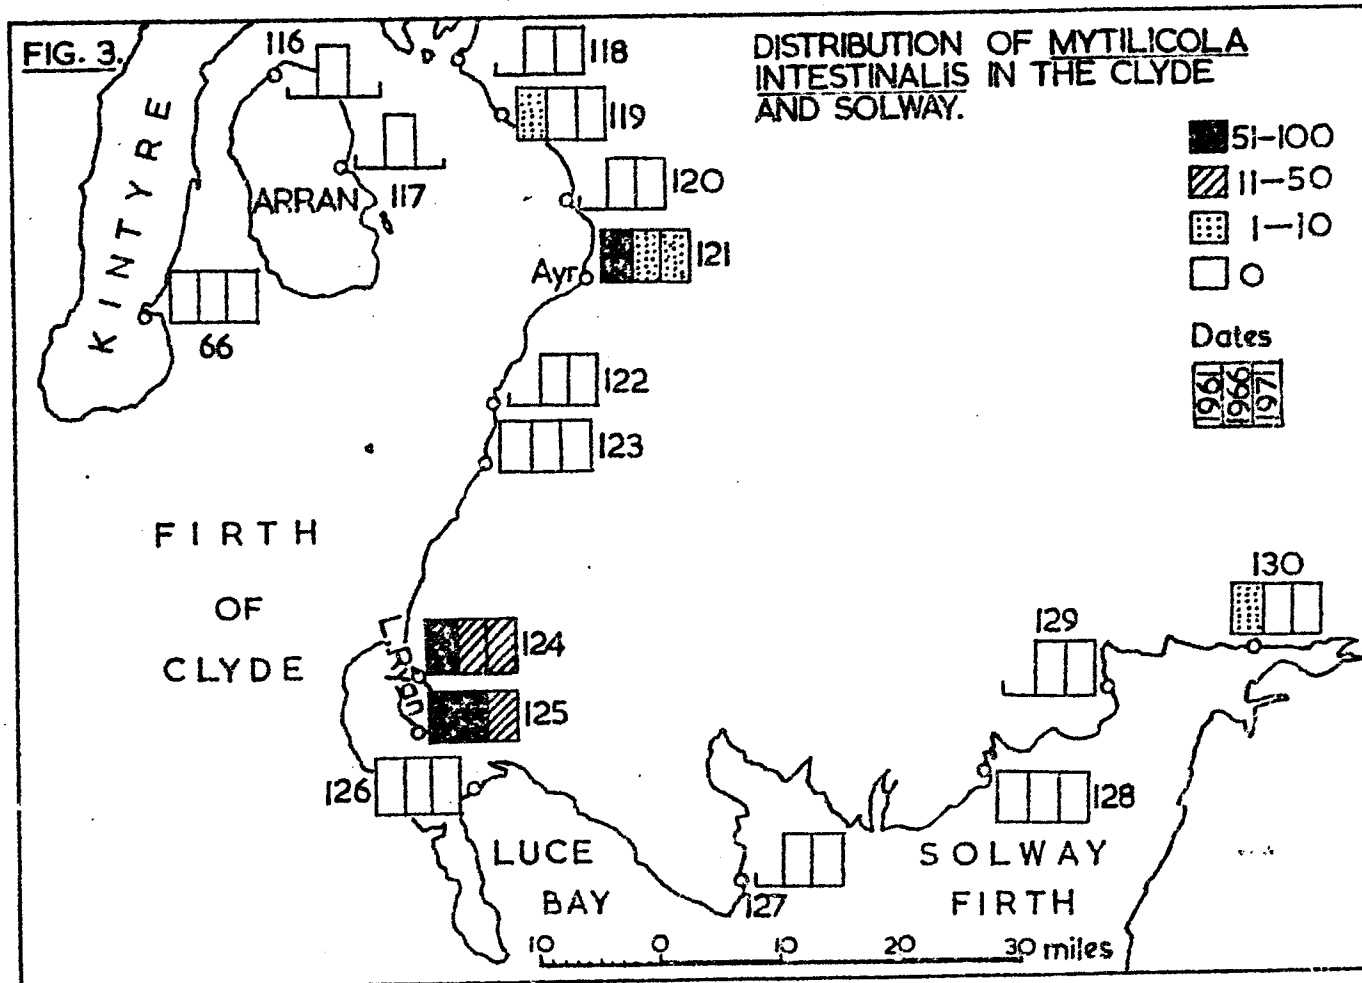 FIG. 3.
DISTRIBUTION OF MYTILICOLA
INTESTINALIS IN THE CLYDE
AND SOLWAY.
51-100
11-50
1-10
0
Dates
1961
1966
1971
116
118
119
117
120
KINTYRE
ARRAN
121
Ayr
66
122
123
FIRTH
OF
CLYDE
L. Ryan
124
125
126
130
129
128
127
LUCE
BAY
SOLWAY
FIRTH
10 0 10 20 30 miles